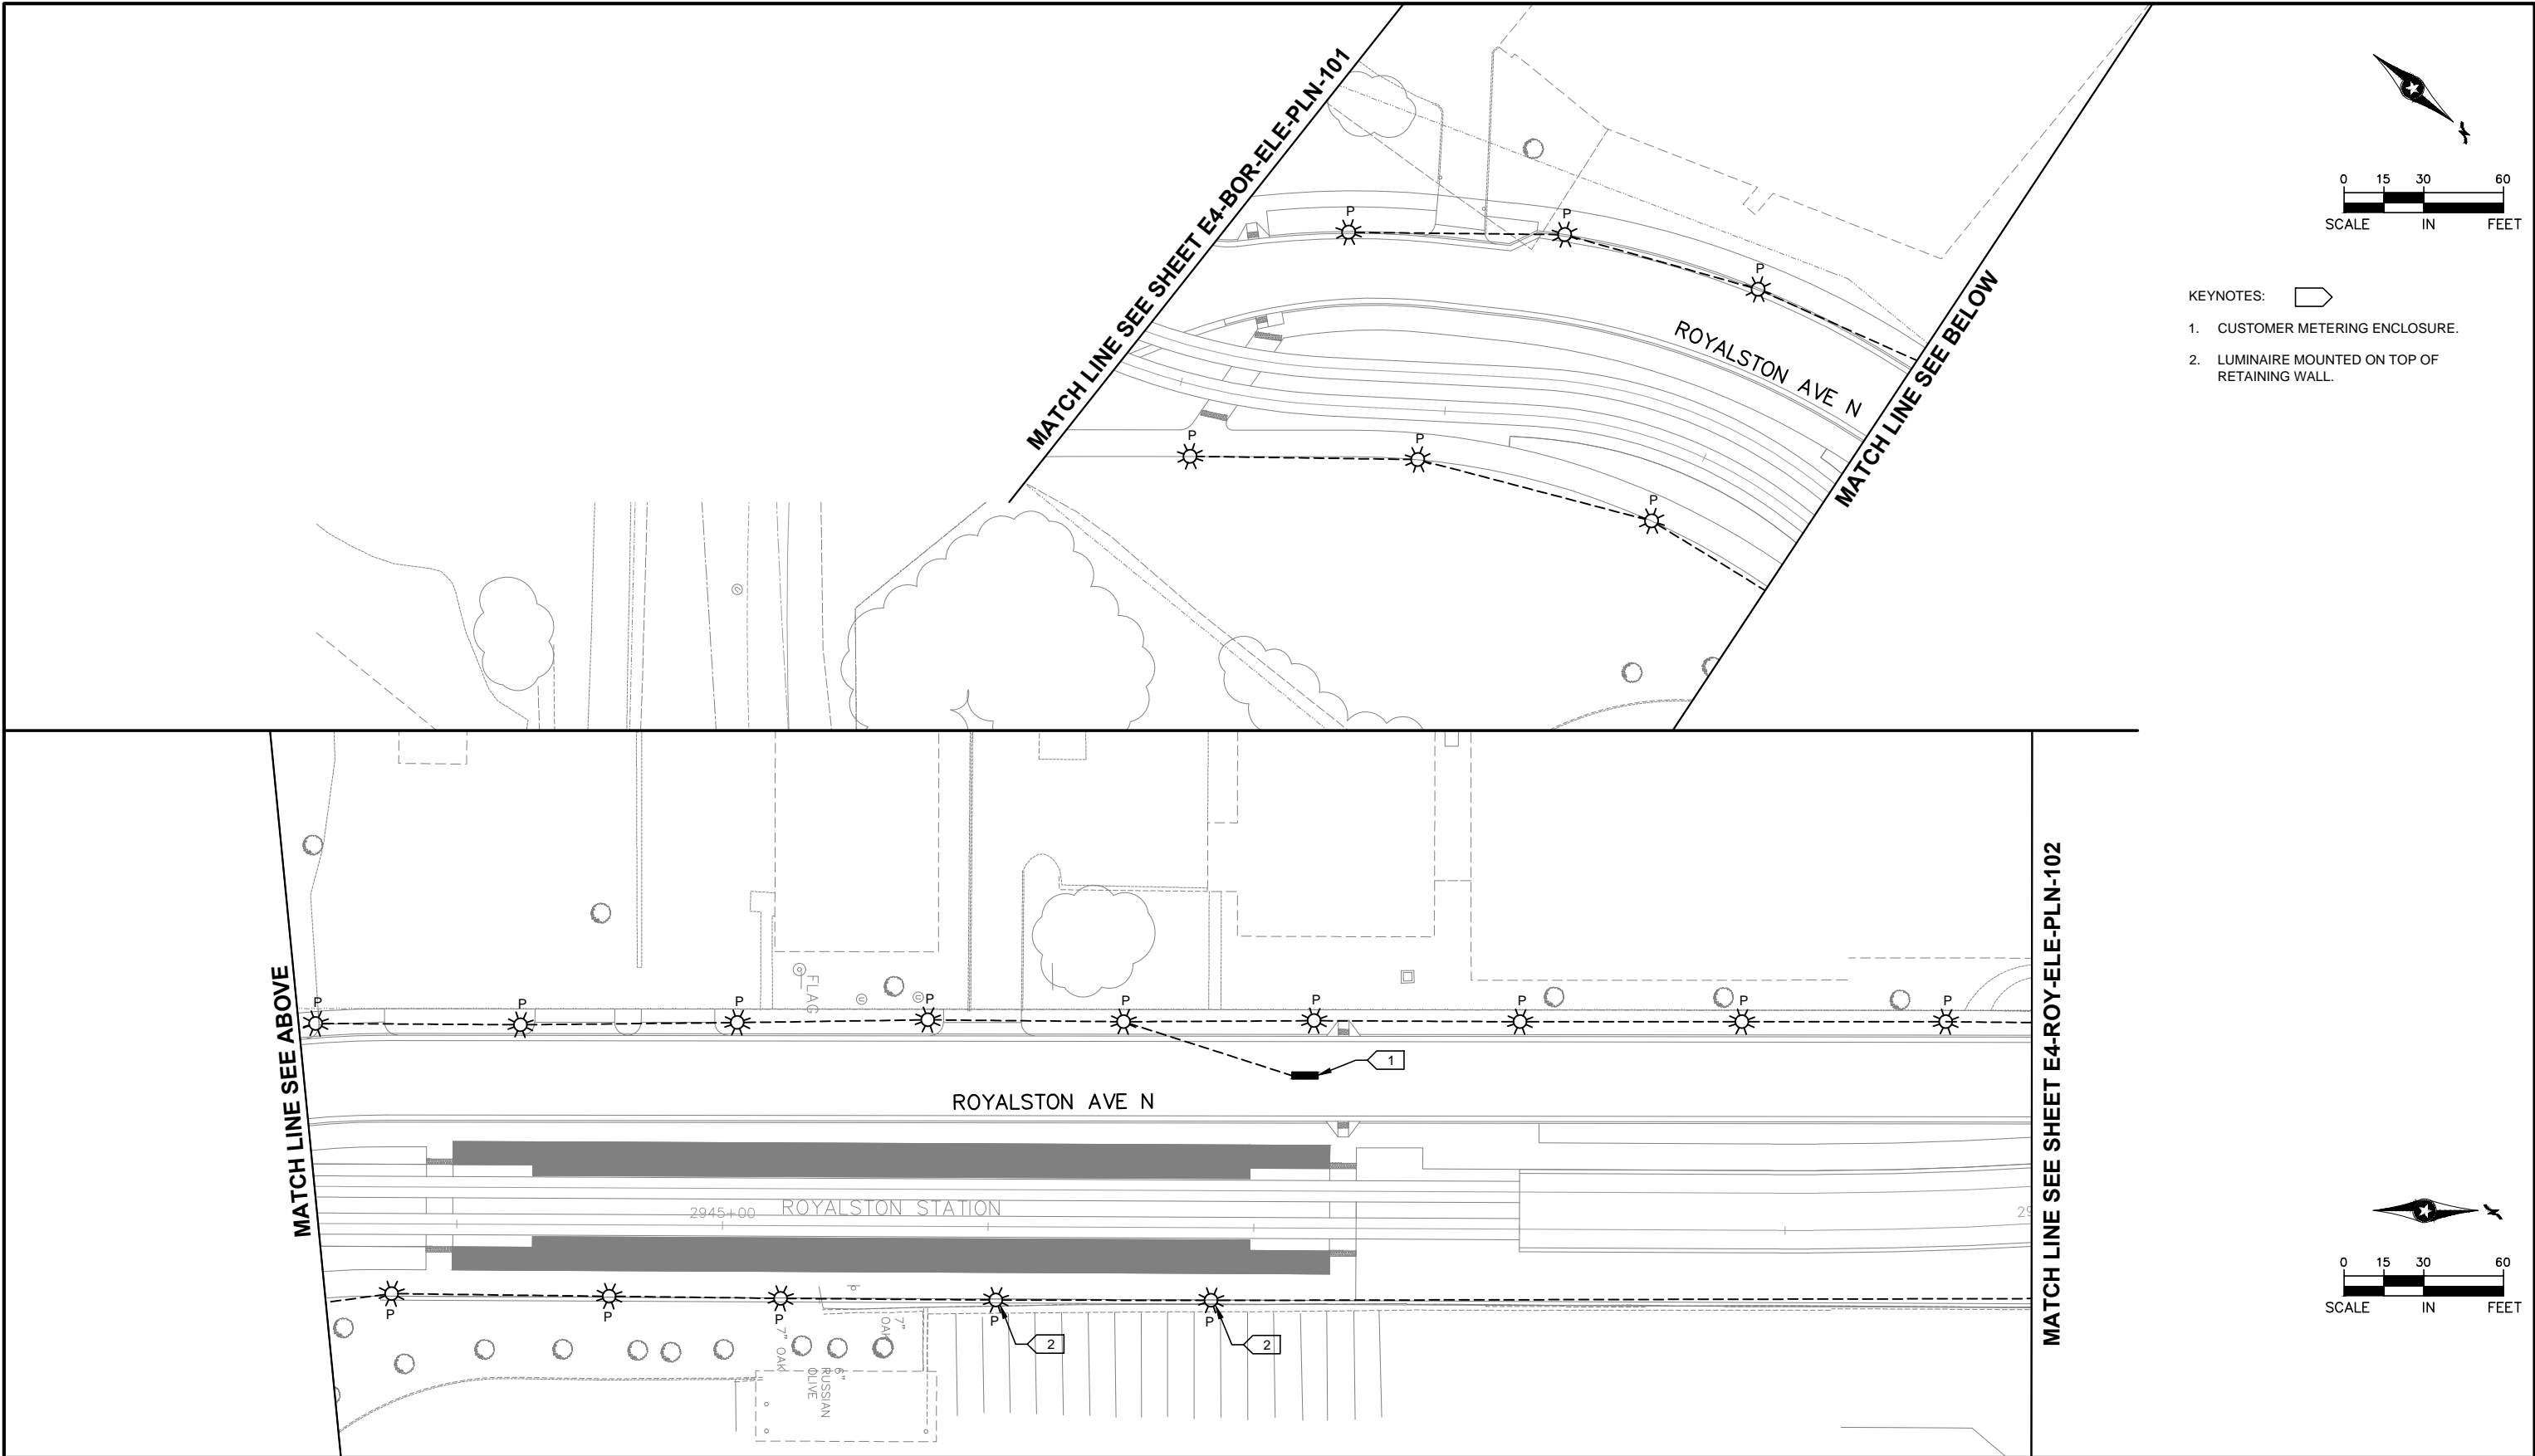 MATCH LINE SEE SHEET E4-BOR-ELE-PLN-101
P
P
P
ROYALSTON AVE N
P
P
P
MATCH LINE SEE BELOW
0 15 30 60
SCALE IN FEET
KEYNOTES:
1. CUSTOMER METERING ENCLOSURE.
2. LUMINAIRE MOUNTED ON TOP OF
RETAINING WALL.
MATCH LINE SEE ABOVE
FLAG
P
P
P
P
P
P
P
P
P
1
ROYALSTON AVE N
2945+00
ROYALSTON STATION
29
P
P
P
P
P
2
2
7" OAK
7" OAK
6" RUSSIAN OLIVE
MATCH LINE SEE SHEET E4-ROY-ELE-PLN-102
0 15 30 60
SCALE IN FEET